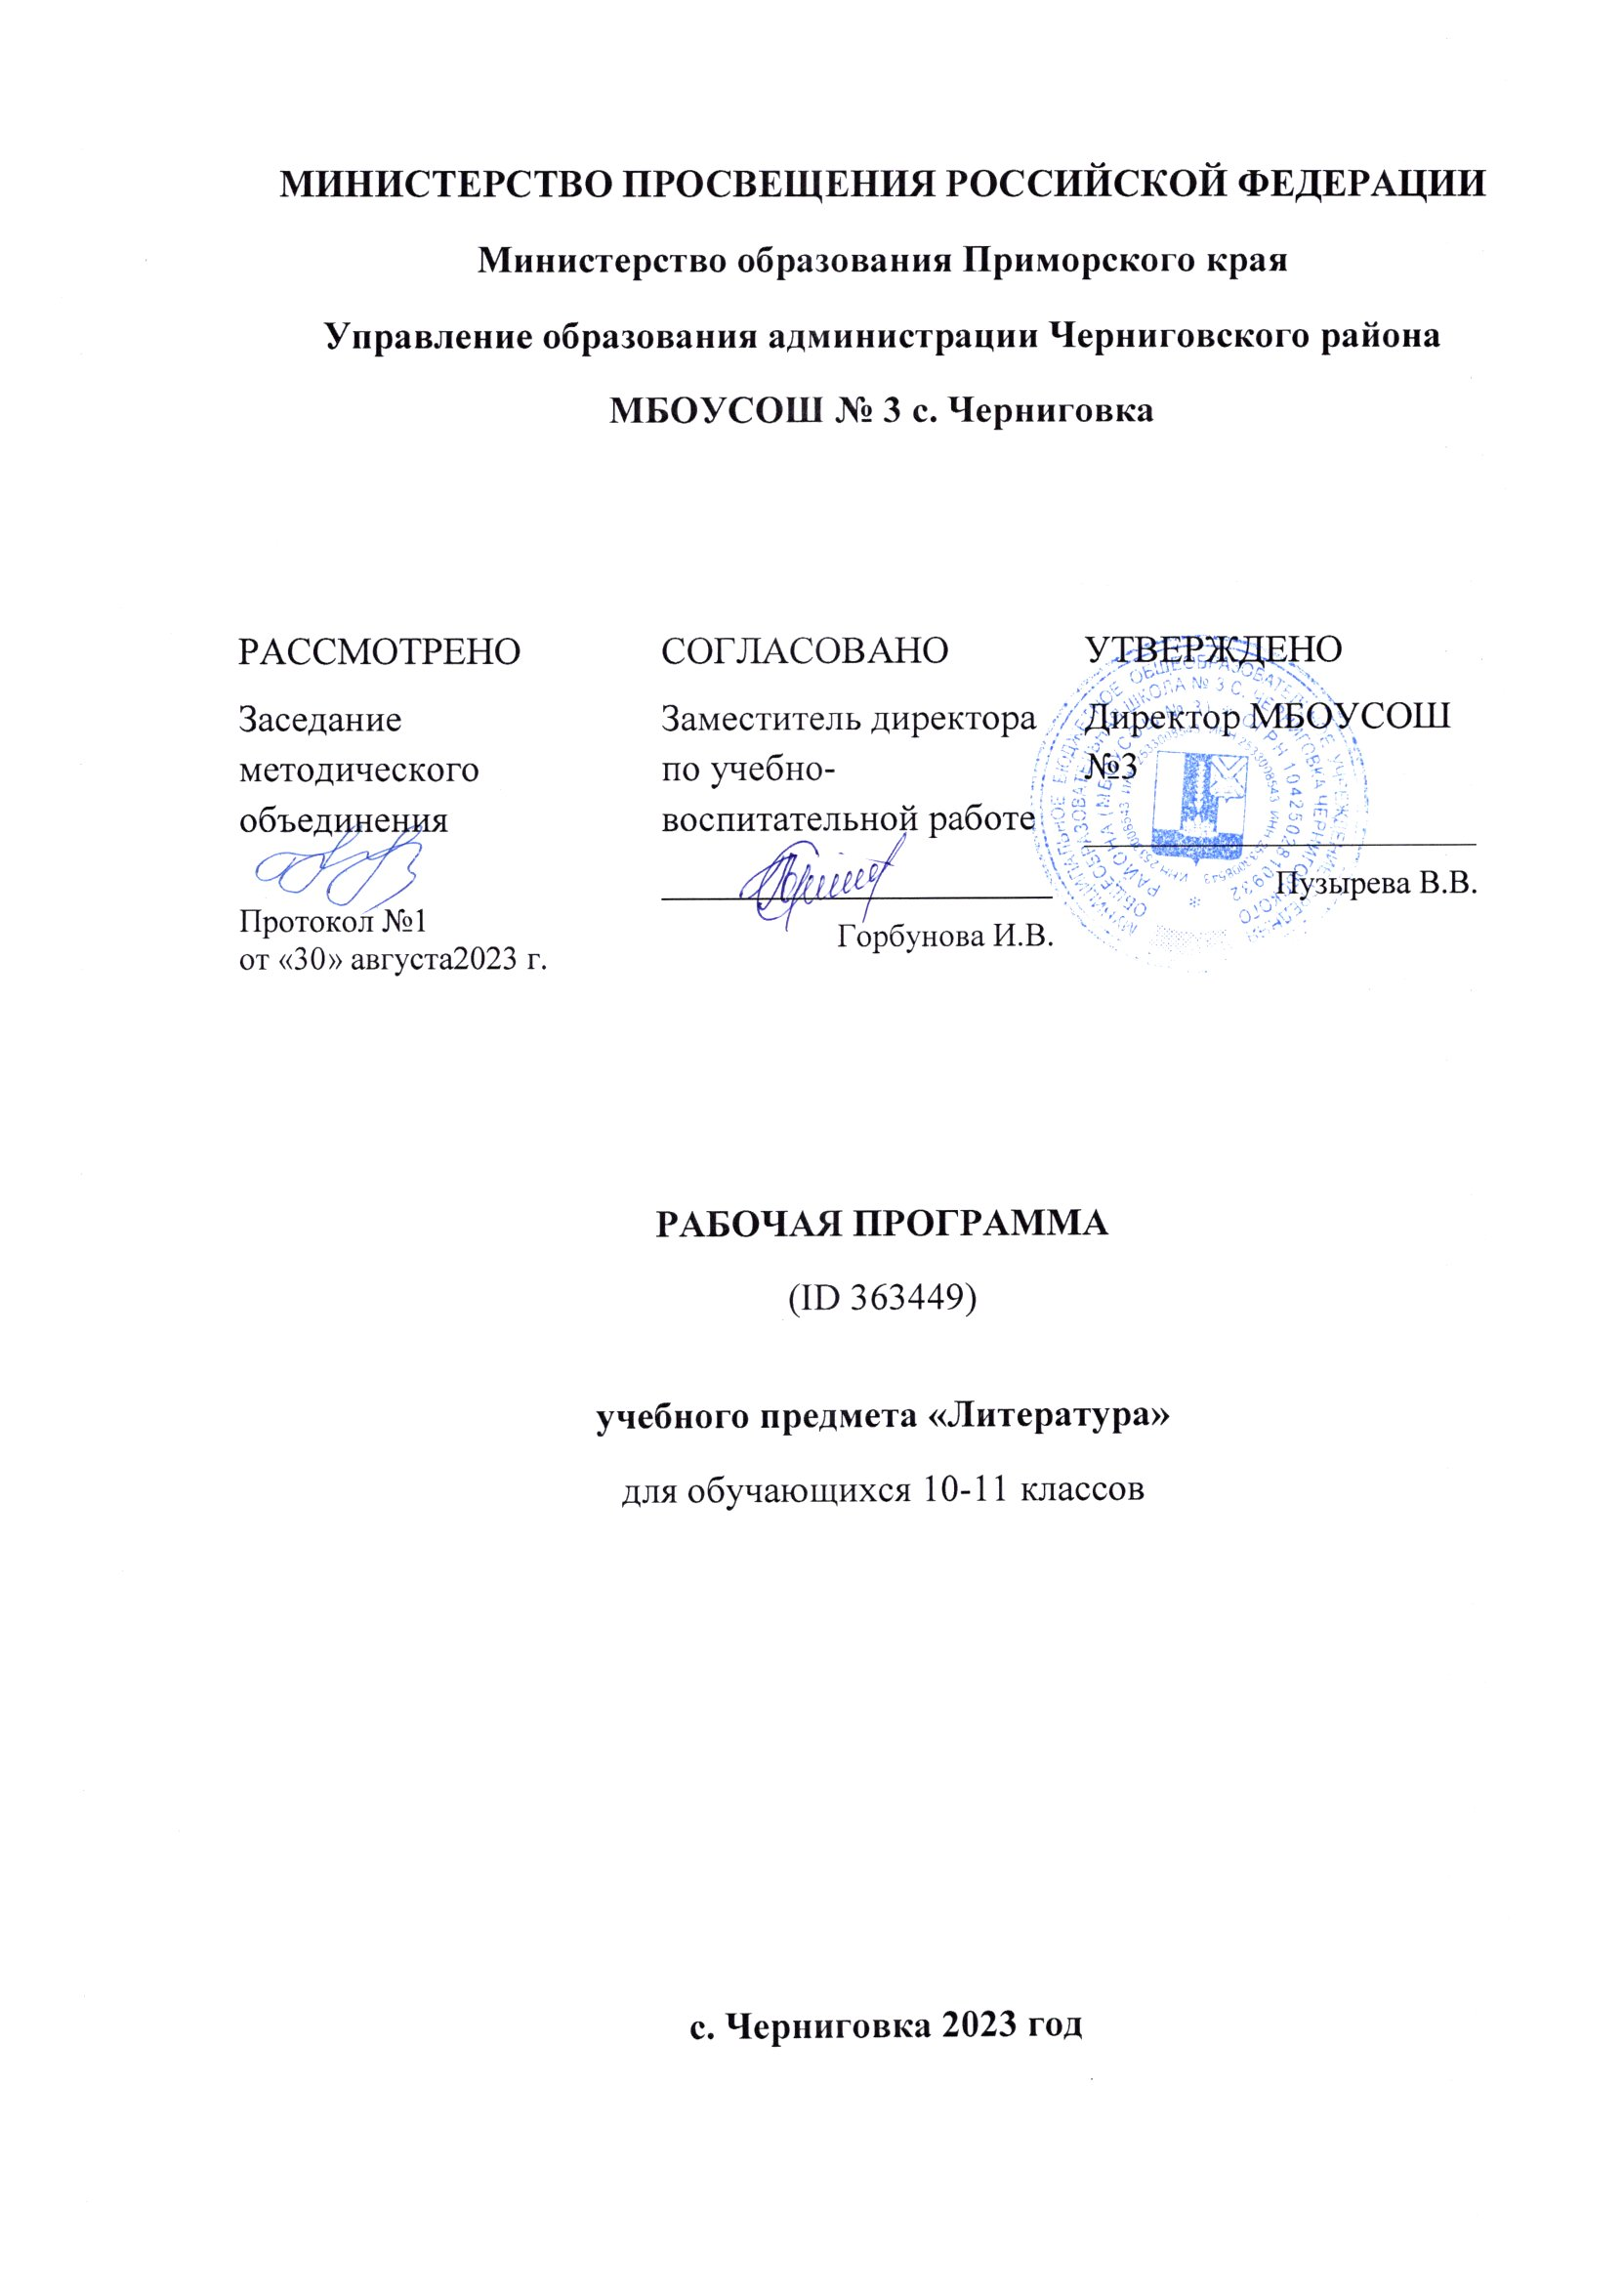 МИНИСТЕРСТВО ПРОСВЕЩЕНИЯ РОССИЙСКОЙ ФЕДЕРАЦИИ
Министерство образования Приморского края
Управление образования администрации Черниговского района
МБОУСОШ № 3 с. Черниговка
РАССМОТРЕНО
Заседание
методического
объединения
Протокол №1
от «30» августа2023 г.
СОГЛАСОВАНО
Заместитель директора
по учебно-
воспитательной работе
Горбунова И.В.
УТВЕРЖДЕНО
Директор МБОУСОШ
№3
Пузырева В.В.
РАБОЧАЯ ПРОГРАММА
(ID 363449)
учебного предмета «Литература»
для обучающихся 10-11 классов
с. Черниговка 2023 год